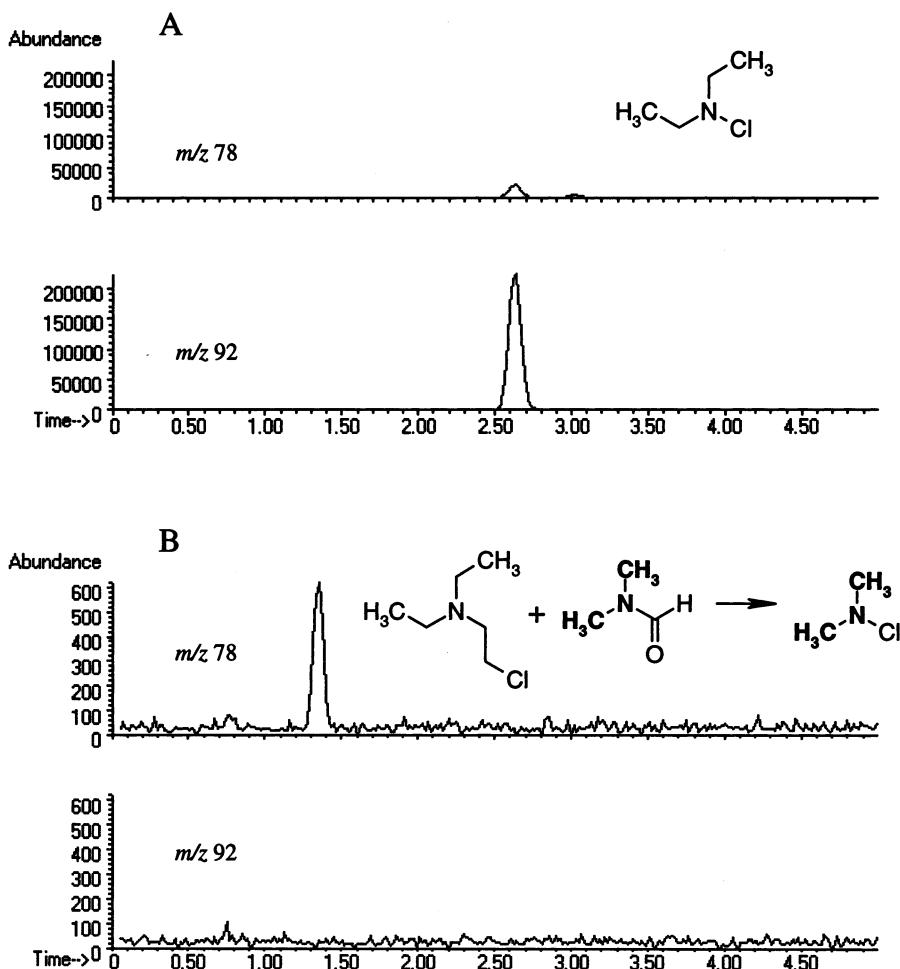 A
Abundance
200000
150000
100000
50000
0
m/z 78
CH3
H3C
N
Cl
200000
150000
100000
50000
0
m/z 92
Time-->
0 0.50 1.00 1.50 2.00 2.50 3.00 3.50 4.00 4.50
B
Abundance
600
500
400
300
200
100
0
m/z 78
CH3
H3C
N
Cl
+
CH3
H3C
N
H
O
CH3
H3C
N
Cl
600
500
400
300
200
100
0
m/z 92
Time-->
0 0.50 1.00 1.50 2.00 2.50 3.00 3.50 4.00 4.50